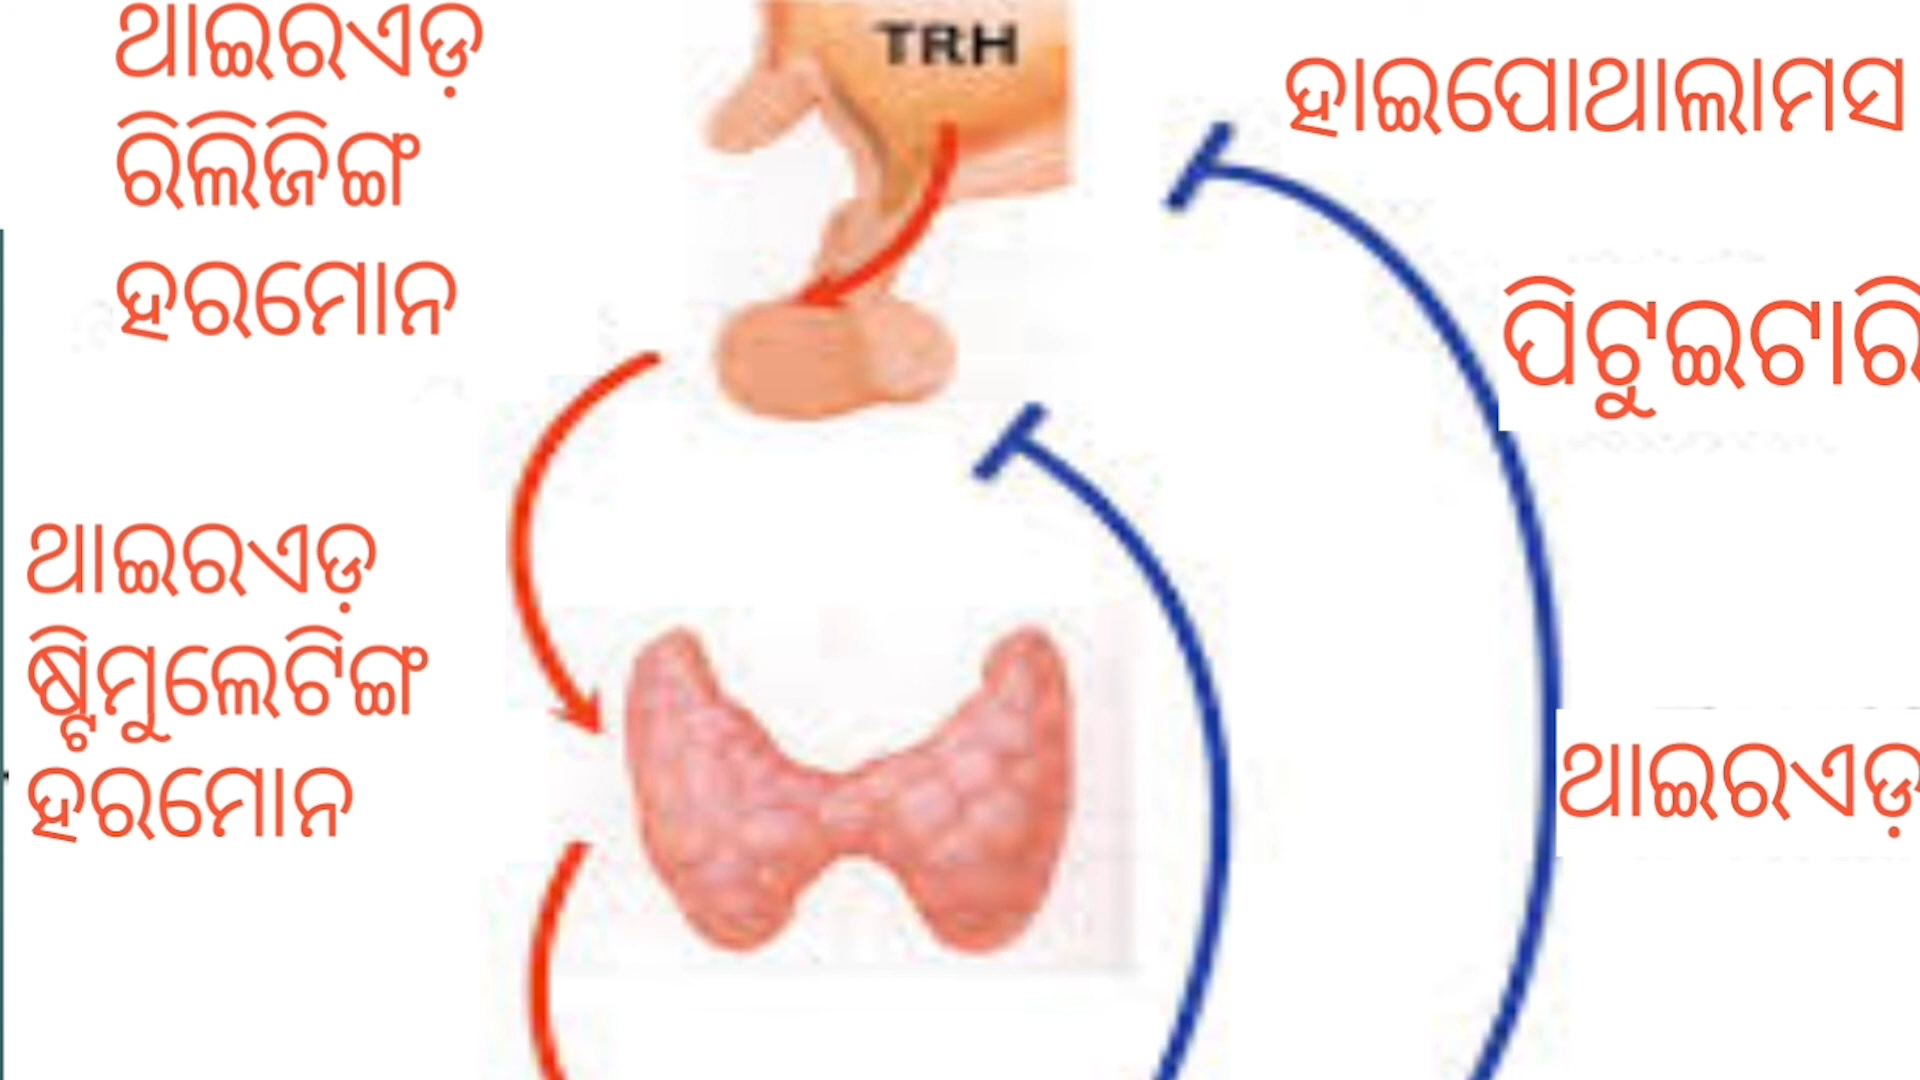 ଥାଇରଏଡ଼
ରିଲିଜିଙ୍ଗ
ହରମୋନ
TRH
ହାଇପୋଥାଲାମସ
ପିଟୁଇଟାରି
ଥାଇରଏଡ଼
ଷ୍ଟିମୁଲେଟିଙ୍ଗ
ହରମୋନ
ଥାଇରଏଡ଼